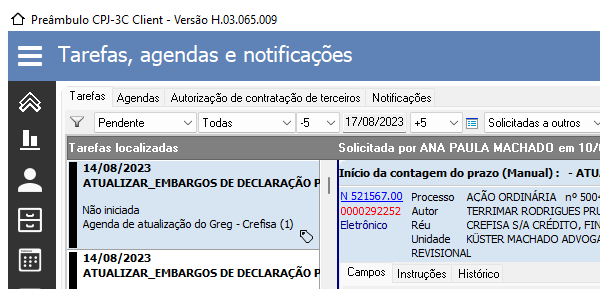 Preâmbulo CPJ-3C Client - Versão H.03.065.009
Tarefas, agendas e notificações
Tarefas Agendas Autorização de contratação de terceiros Notificações
Pendente Todas -5 17/08/2023 +5 Solicitadas a outros
Tarefas localizadas
Solicitada por ANA PAULA MACHADO em 10/0
14/08/2023
ATUALIZAR_EMBARGOS DE DECLARAÇÃO P
Não iniciada
Agenda de atualização do Greg - Crefisa (1)
14/08/2023
ATUALIZAR_EMBARGOS DE DECLARAÇÃO P
Início da contagem do prazo (Manual) : - ATU
N 521567.00 Processo AÇÃO ORDINÁRIA nº 500
0000292252 Autor TERRIMAR RODRIGUES PRU
Eletrônico Réu CREFISA S/A CRÉDITO, FIN
Unidade KÜSTER MACHADO ADVOGA
REVISIONAL
Campos Instruções Histórico